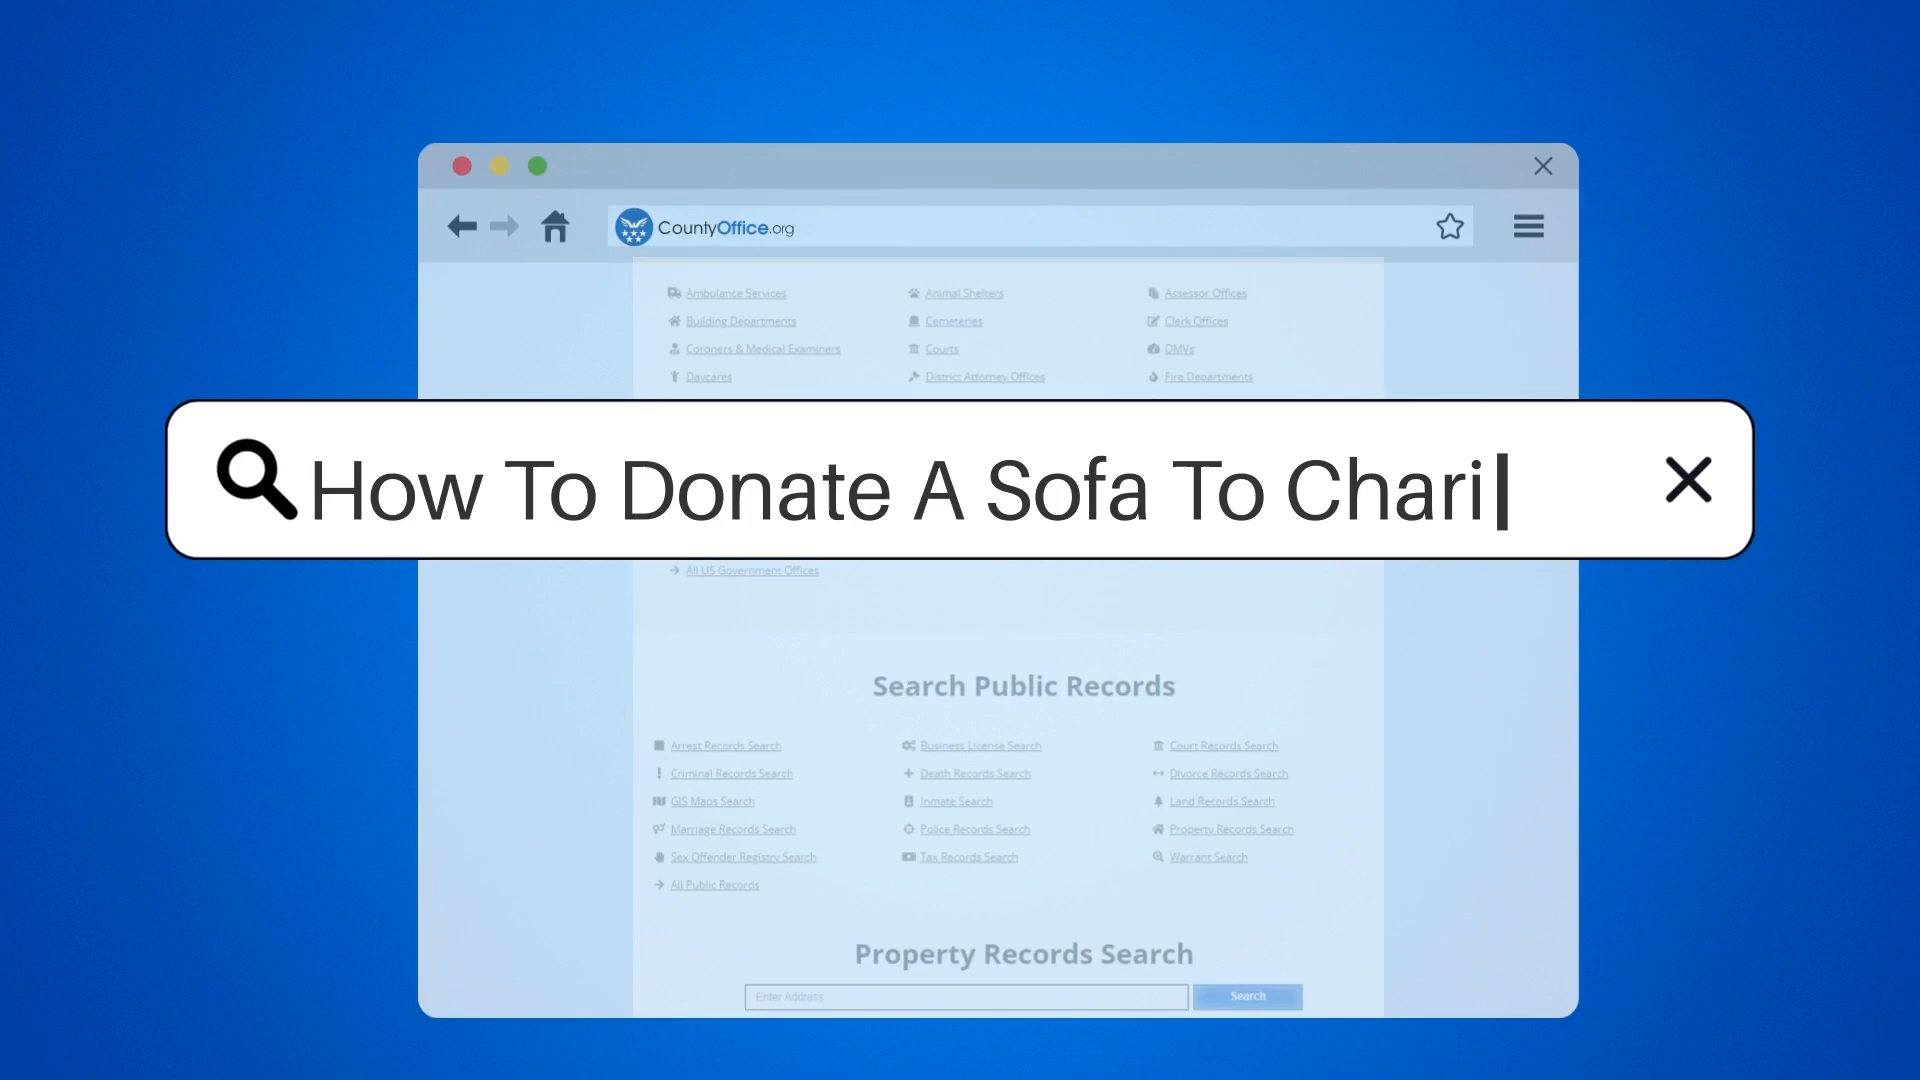 CountyOffice.org
Ambulance Services Animal Shelters Assessor Offices
Building Departments Cemeteries Clerk Offices
Coroners & Medical Examiners Courts DMVs
Daycares District Attorney Offices Fire Departments
How To Donate A Sofa To Chari
All US Government Offices
Search Public Records
Arrest Records Search Business License Search Court Records Search
Criminal Records Search Death Records Search Divorce Records Search
GIS Maps Search Inmate Search Land Records Search
Marriage Records Search Police Records Search Property Records Search
Sex Offender Registry Search Tax Records Search Warrant Search
All Public Records
Property Records Search
Enter Address Search